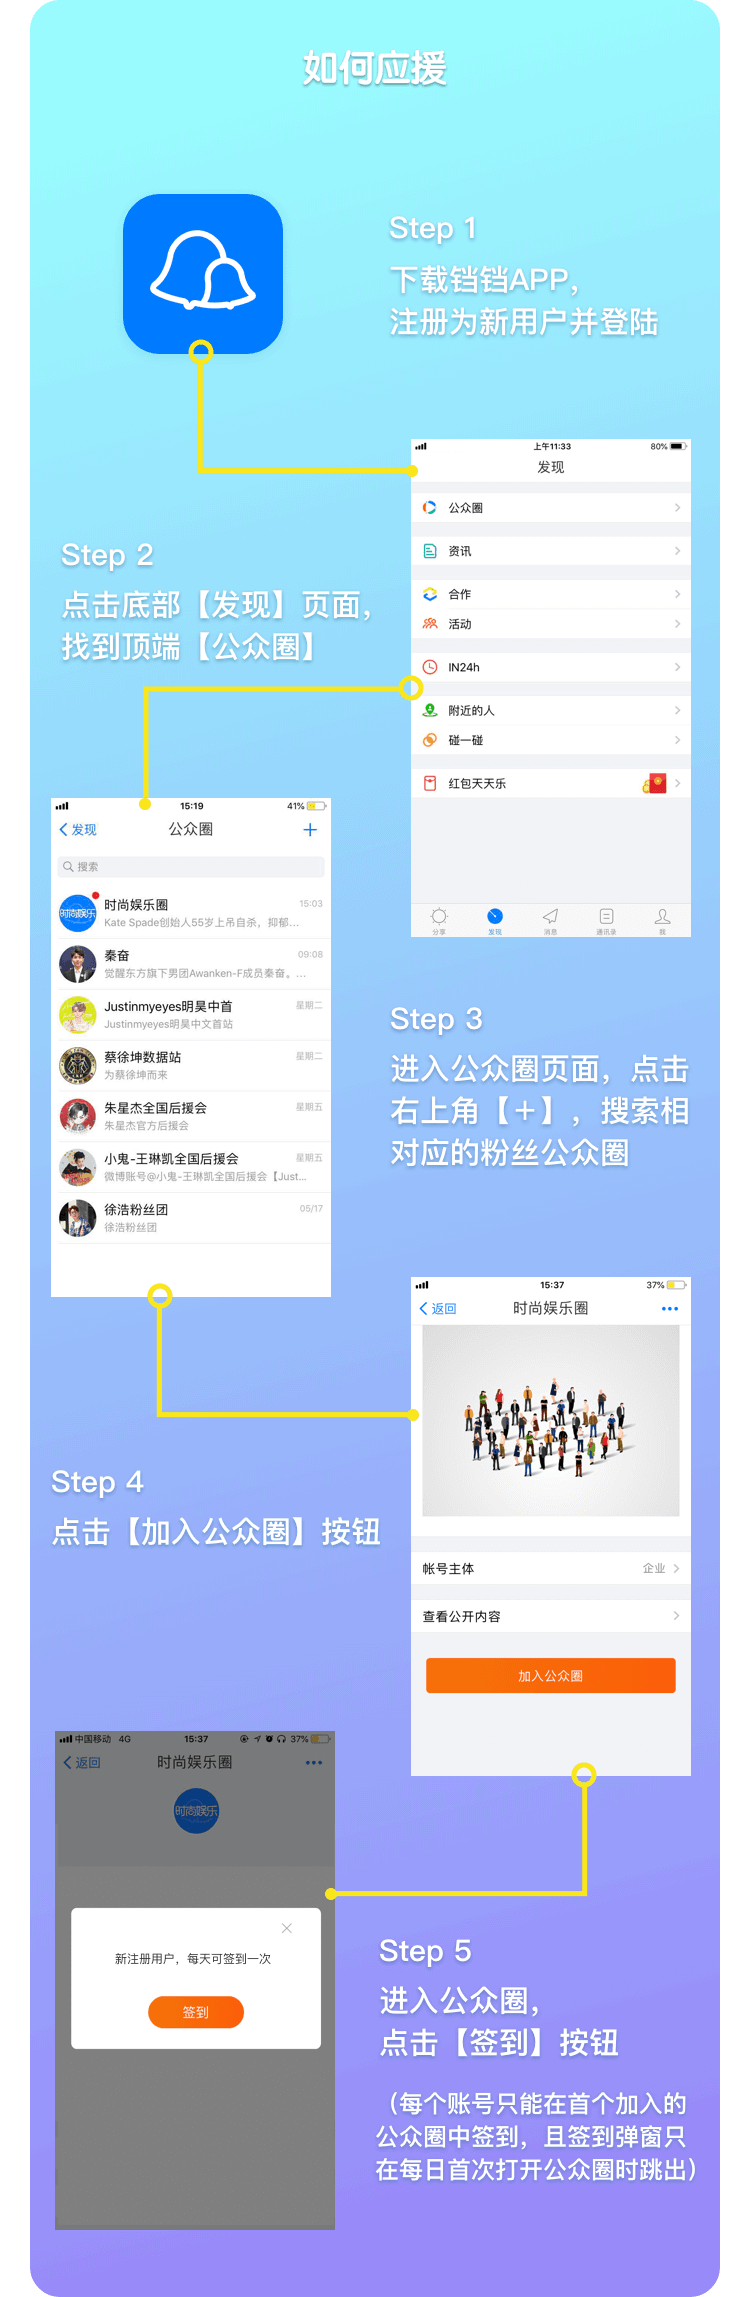 如何应援
Step 1
下载铛铛APP，
注册为新用户并登陆
上午11:33
80%
发现
公众圈
资讯
合作
活动
IN24h
附近的人
碰一碰
红包天天乐
分享
发现
消息
通讯录
我
Step 2
点击底部【发现】页面，
找到顶端【公众圈】
15:19
41%
发现
公众圈
搜索
时尚娱乐
时尚娱乐圈
15:03
Kate Spade创始人55岁上吊自杀，抑郁...
秦奋
09:08
觉醒东方旗下男团Awanken-F成员秦奋。...
Justinmyeyes明昊中首
星期二
Justinmyeyes明昊中文首站
蔡徐坤数据站
星期二
为蔡徐坤而来
朱星杰全国后援会
星期五
朱星杰官方后援会
小鬼-王琳凯全国后援会
星期五
微博账号@小鬼-王琳凯全国后援会【Just...
徐浩粉丝团
05/17
徐浩粉丝团
Step 3
进入公众圈页面，点击
右上角【＋】，搜索相
对应的粉丝公众圈
15:37
37%
返回
时尚娱乐圈
帐号主体
企业
查看公开内容
加入公众圈
Step 4
点击【加入公众圈】按钮
中国移动 4G
15:37
37%
返回
时尚娱乐圈
时尚娱乐
新注册用户，每天可签到一次
签到
Step 5
进入公众圈，
点击【签到】按钮
（每个账号只能在首个加入的
公众圈中签到，且签到弹窗只
在每日首次打开公众圈时跳出）